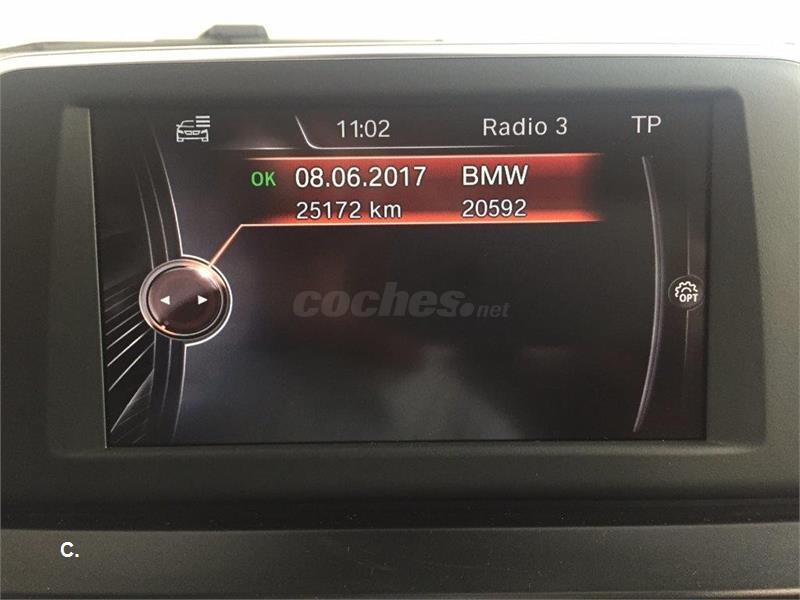 11:02 Radio 3 TP
OK 08.06.2017 BMW
25172 km 20592
coches.net
OPT
C.